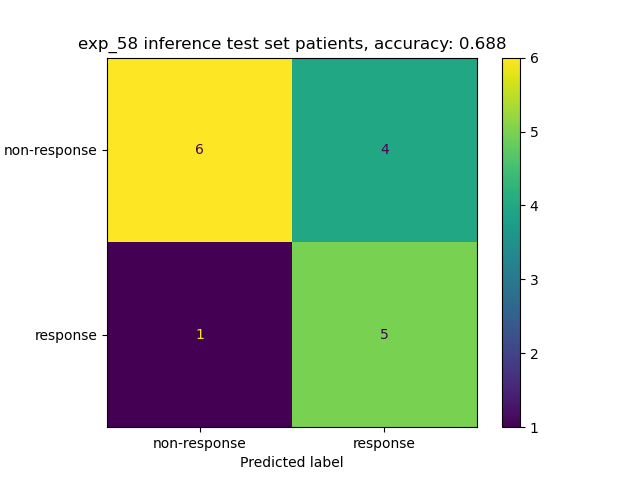 exp_58 inference test set patients, accuracy: 0.688
6
non-response
6
4
5
4
3
response
1
5
2
1
non-response
response
Predicted label